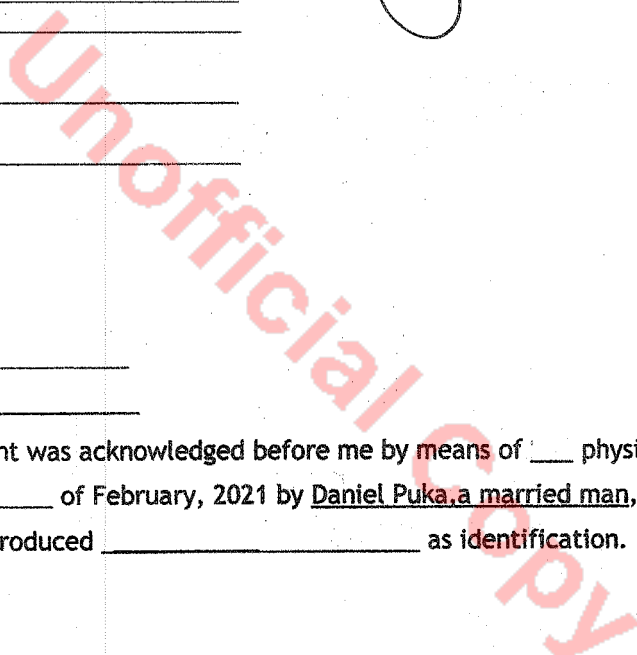 Unofficial Copy
nt was acknowledged before me by means of ___ physi
_____ of February, 2021 by Daniel Puka,a married man,
roduced ______________________________ as identification.